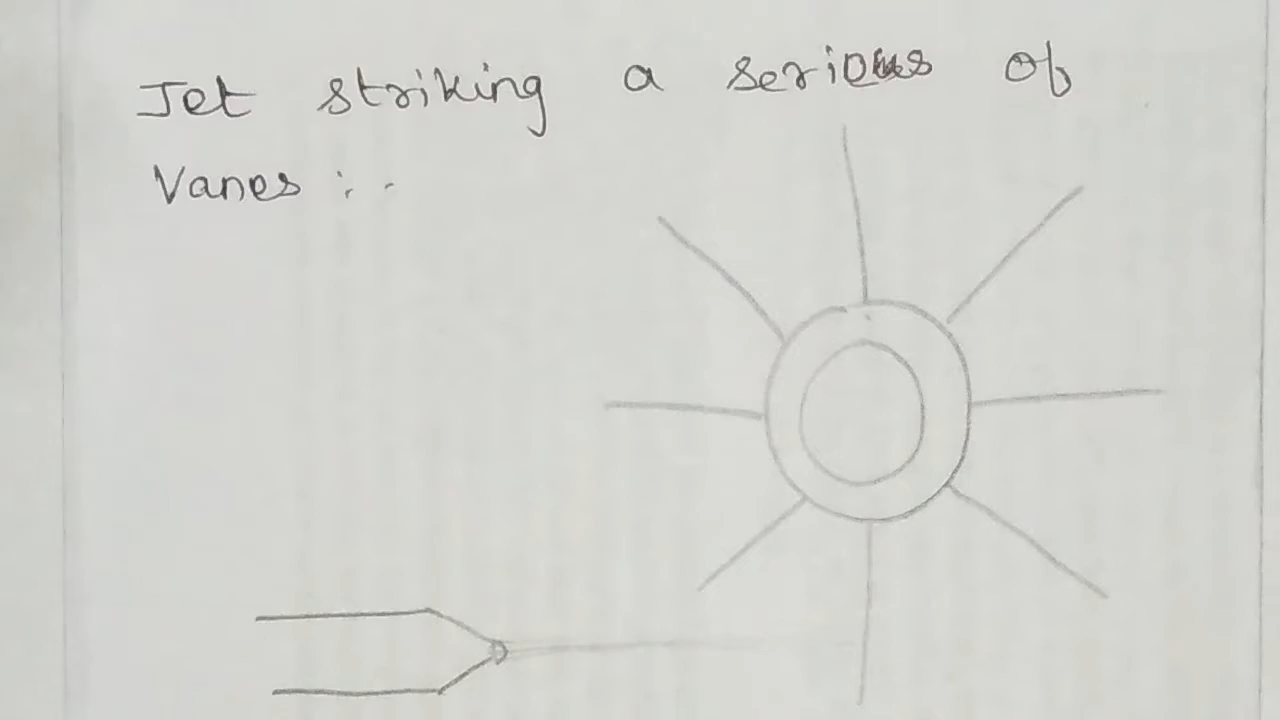 Jet striking a serious of
Vanes :-